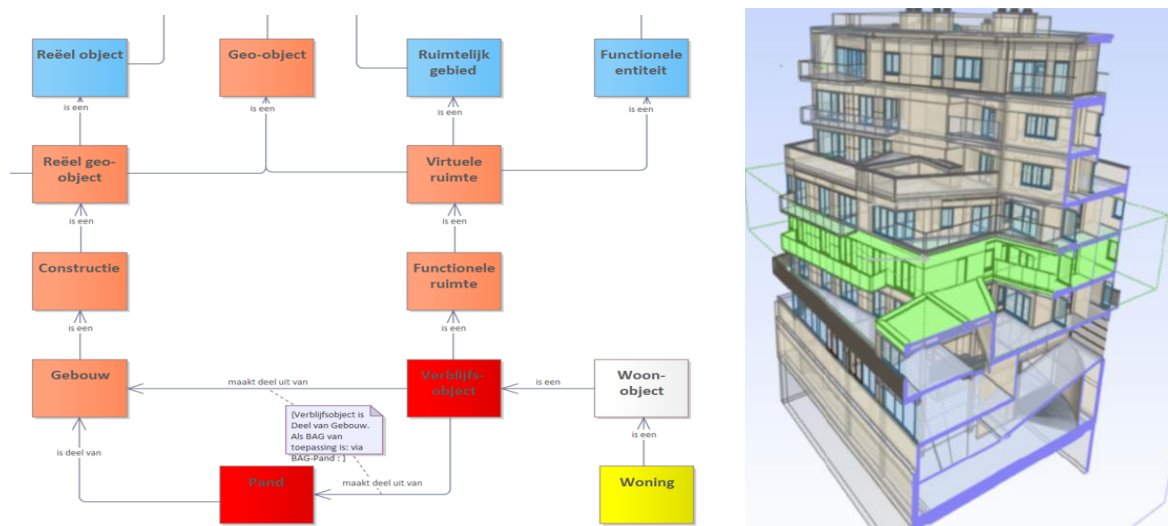 Reëel object
Geo-object
Ruimtelijk
gebied
Functionele
entiteit
is een
is een
is een
is een
Reëel geo-
object
Virtuele
ruimte
is een
is een
Constructie
Functionele
ruimte
is een
is een
Gebouw
maakt deel uit van
Verblijfs-
object
is een
Woon-
object
{Verblijfsobject is
Deel van Gebouw.
Als BAG van
toepassing is: via
BAG-Pand : }
is een
is deel van
Pand
maakt deel uit van
Woning